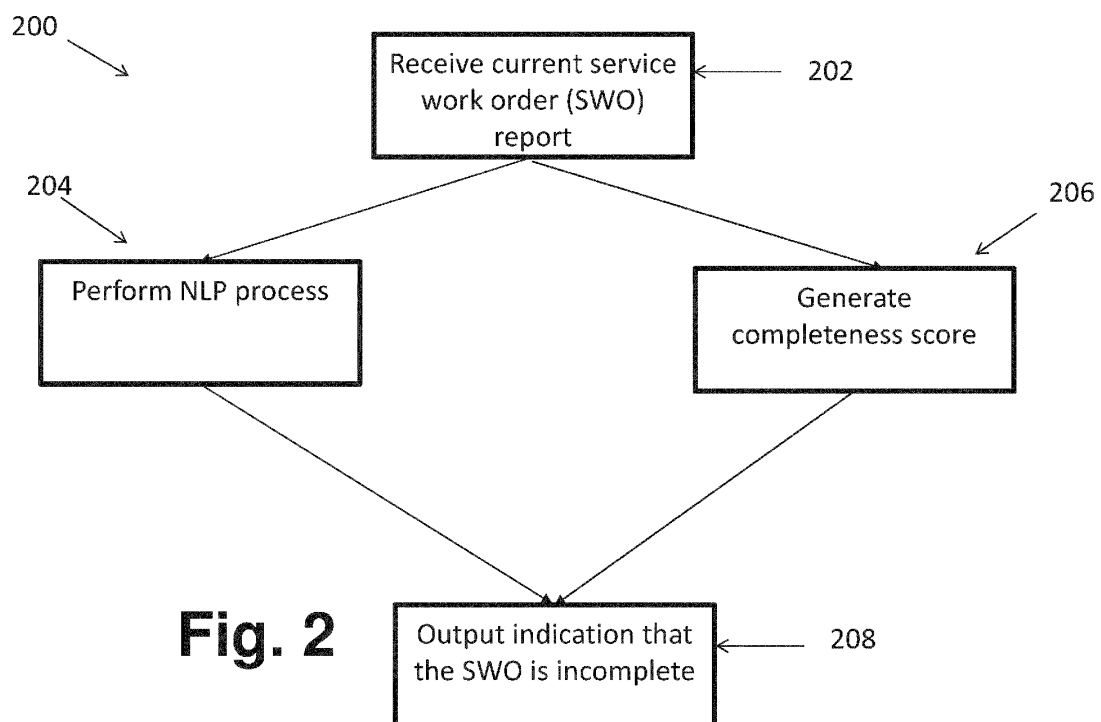 200
Receive current service
work order (SWO)
report
202
204
206
Perform NLP process
Generate
completeness score
Fig. 2
Output indication that
the SWO is incomplete
208